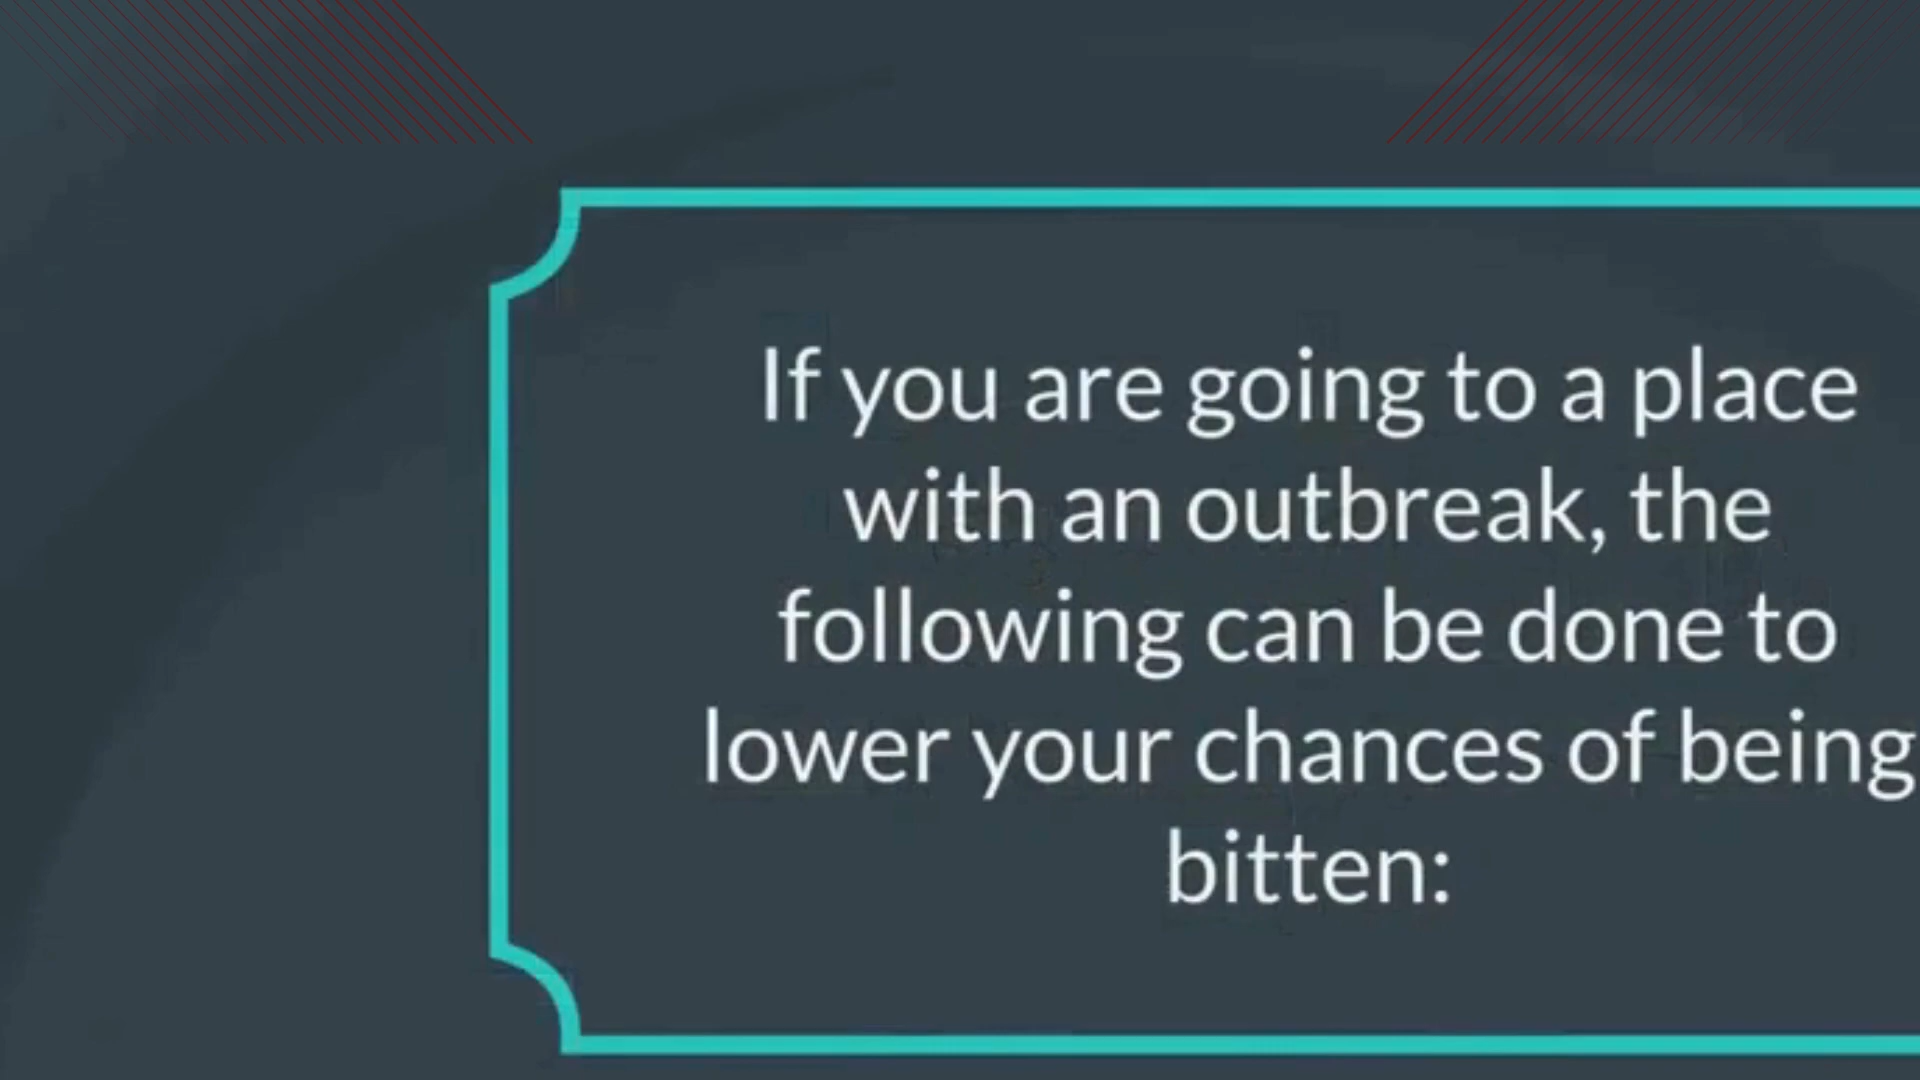 If you are going to a place
with an outbreak, the
following can be done to
lower your chances of being
bitten: